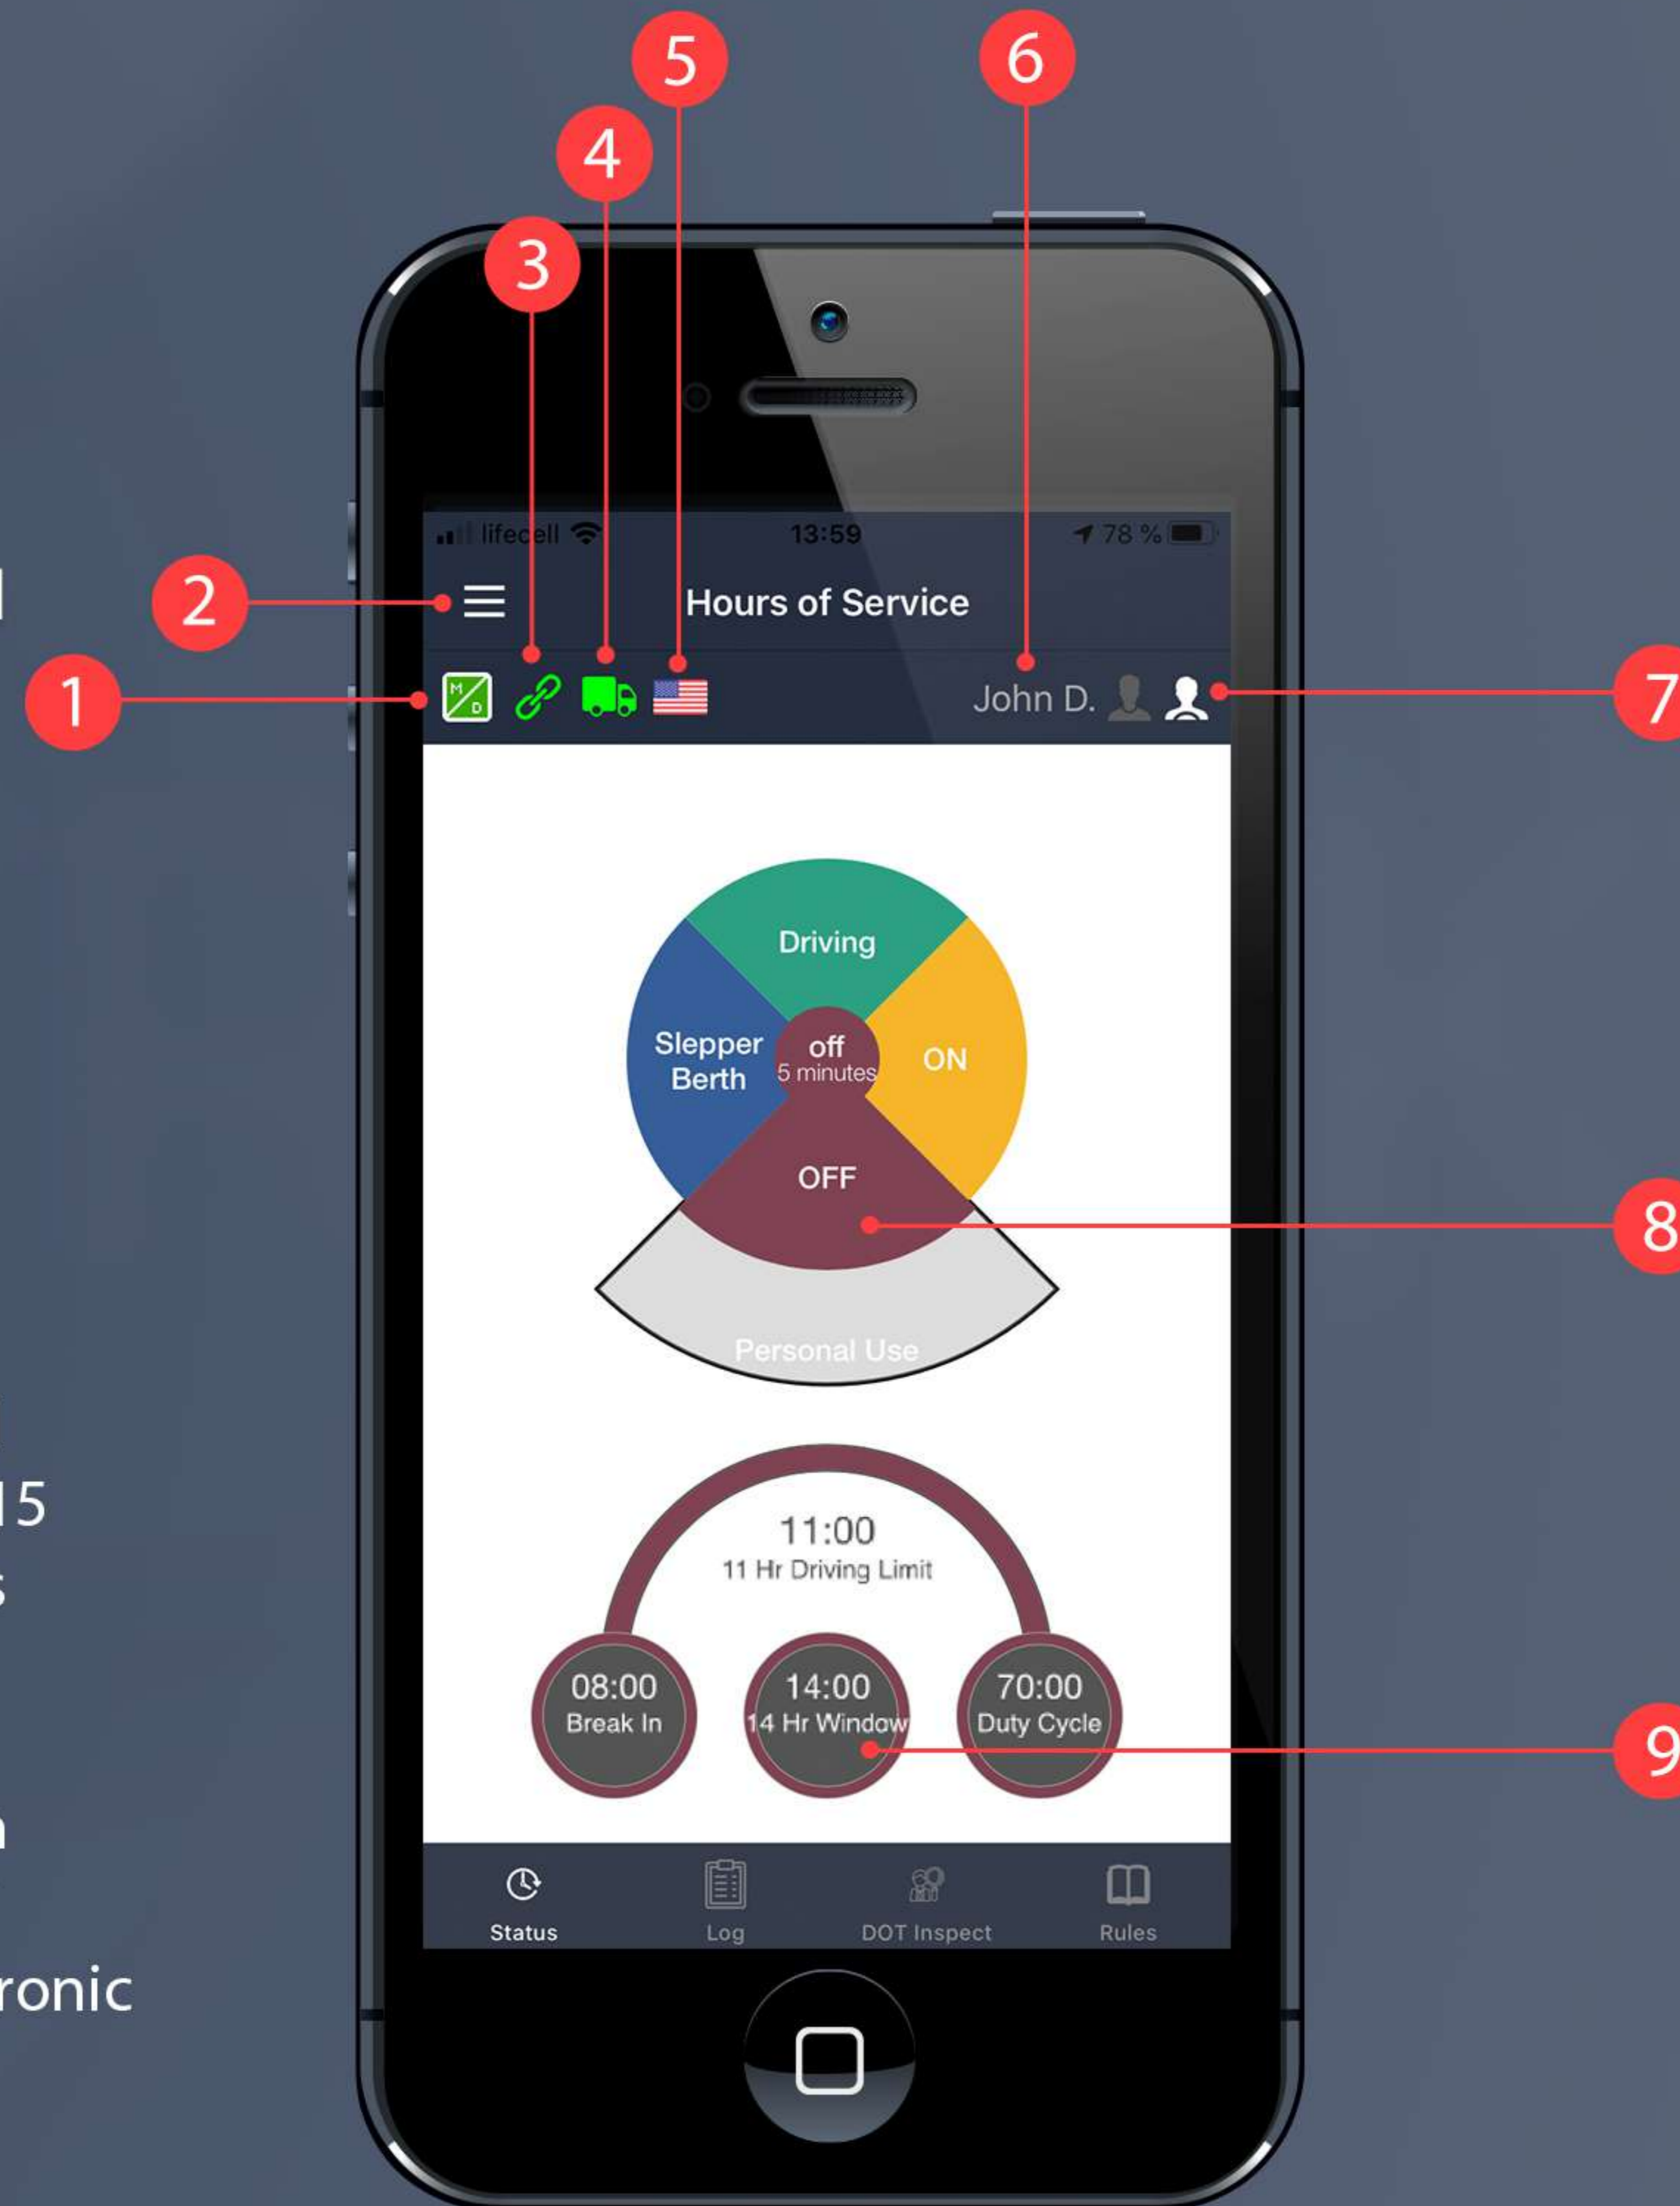 5
6
4
3
lifecell 13:59 78 %
2
Hours of Service
1
M/D
John D.
7
Driving
Slepper
Berth
off
5 minutes
ON
OFF
8
Personal Use
15
11:00
11 Hr Driving Limit
08:00
Break In
14:00
14 Hr Window
70:00
Duty Cycle
9
Status
Log
DOT Inspect
Rules